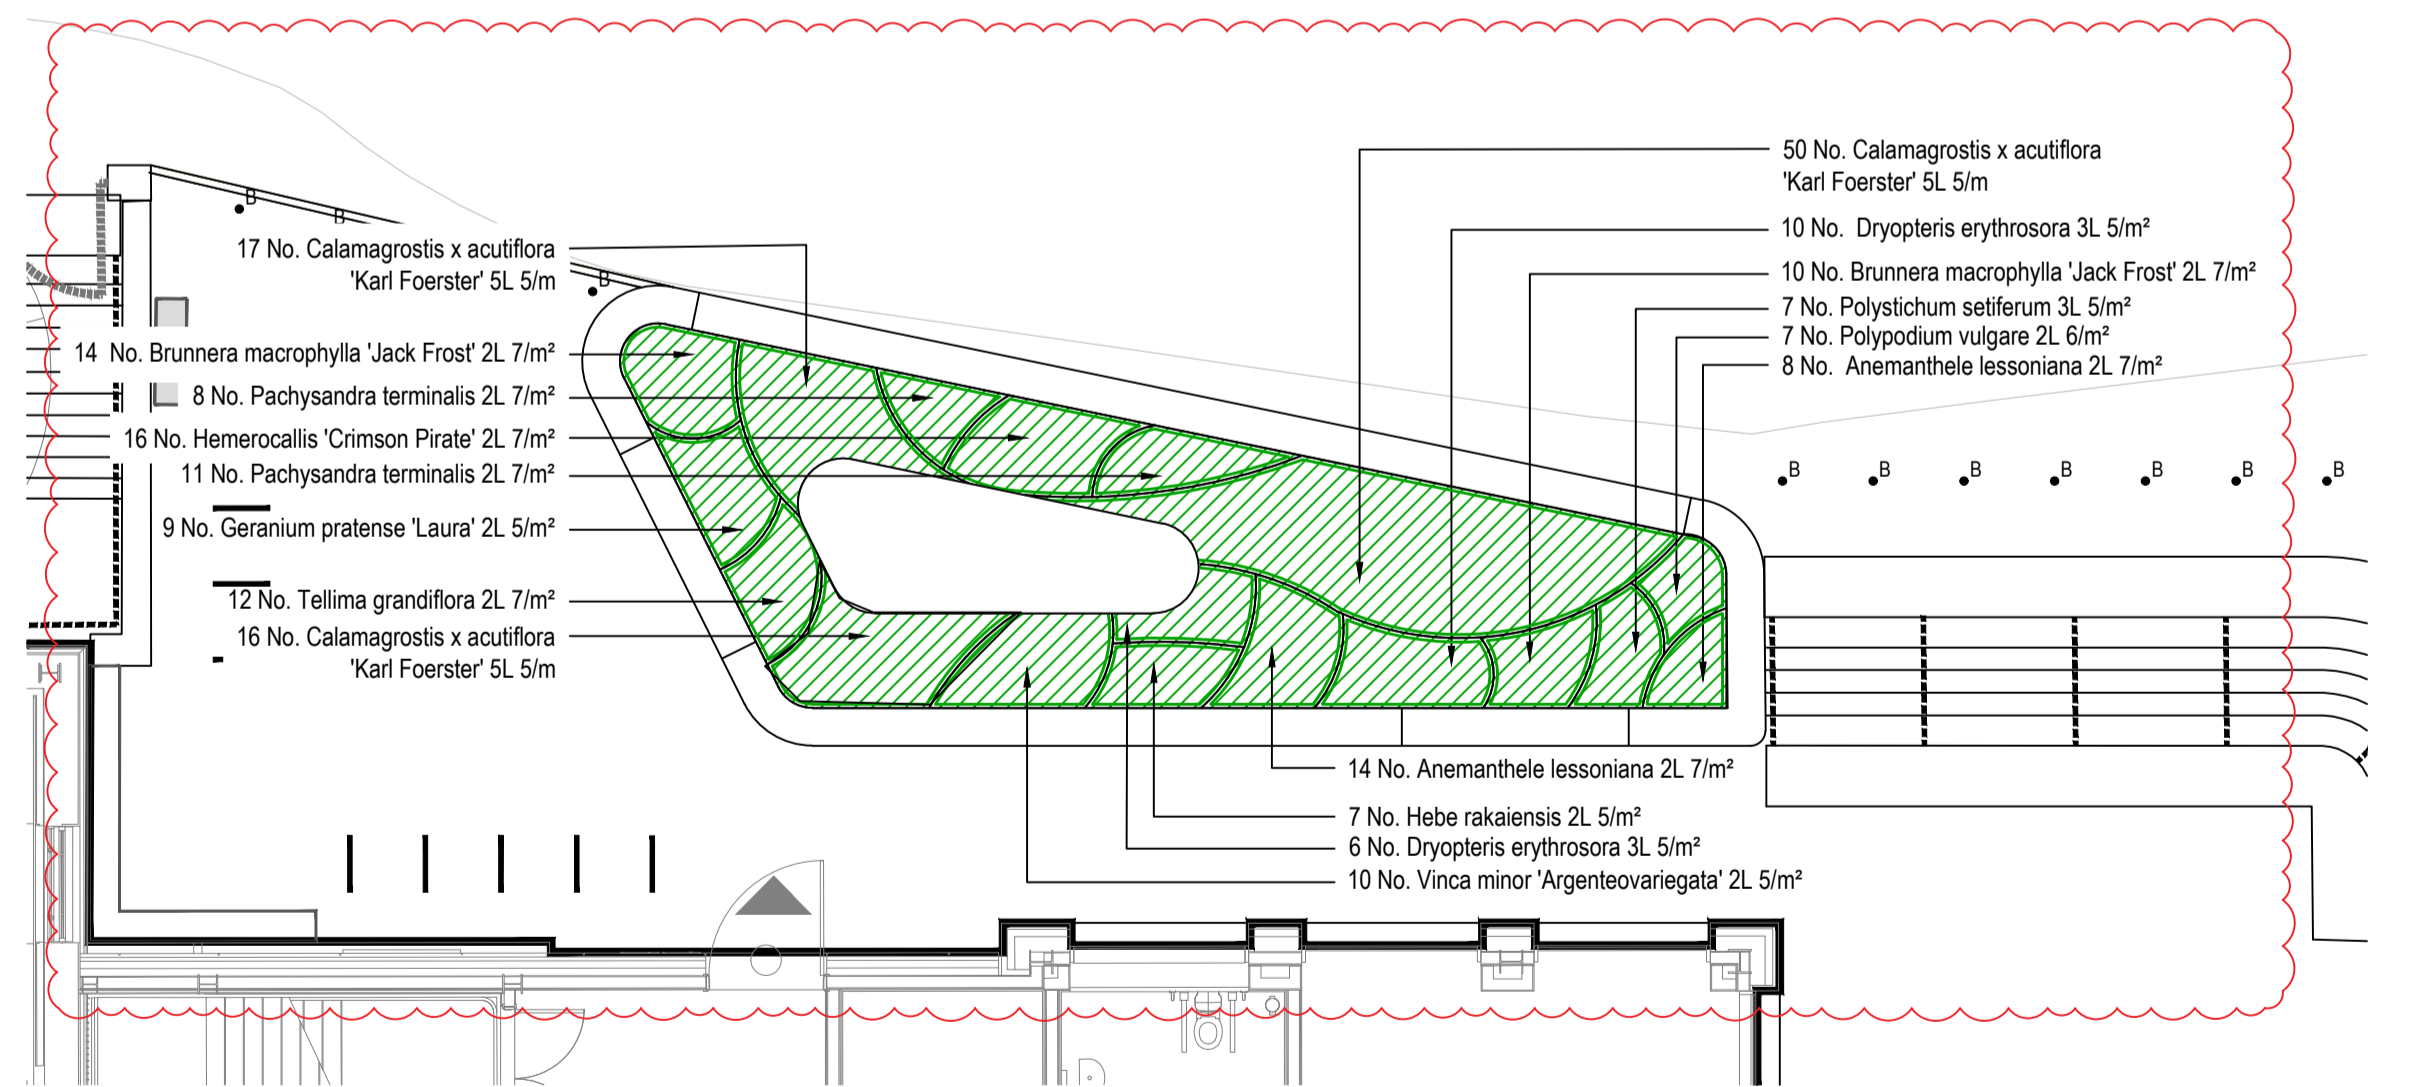 50 No. Calamagrostis x acutiflora
'Karl Foerster' 5L 5/m
10 No. Dryopteris erythrosora 3L 5/m²
10 No. Brunnera macrophylla 'Jack Frost' 2L 7/m²
7 No. Polystichum setiferum 3L 5/m²
7 No. Polypodium vulgare 2L 6/m²
8 No. Anemanthele lessoniana 2L 7/m²
B
B
B
17 No. Calamagrostis x acutiflora
'Karl Foerster' 5L 5/m
14 No. Brunnera macrophylla 'Jack Frost' 2L 7/m²
8 No. Pachysandra terminalis 2L 7/m²
16 No. Hemerocallis 'Crimson Pirate' 2L 7/m²
11 No. Pachysandra terminalis 2L 7/m²
9 No. Geranium pratense 'Laura' 2L 5/m²
12 No. Tellima grandiflora 2L 7/m²
16 No. Calamagrostis x acutiflora
'Karl Foerster' 5L 5/m
B B B B B B B
14 No. Anemanthele lessoniana 2L 7/m²
7 No. Hebe rakaiensis 2L 5/m²
6 No. Dryopteris erythrosora 3L 5/m²
10 No. Vinca minor 'Argenteovariegata' 2L 5/m²